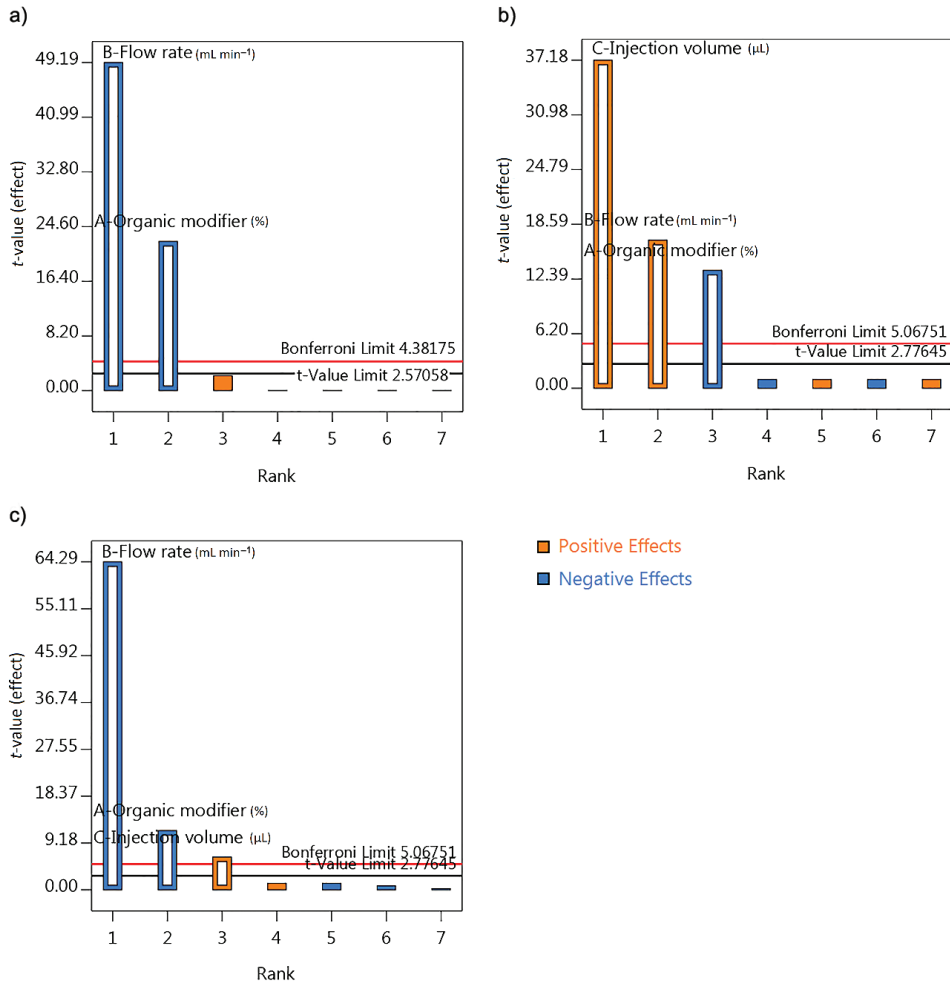 a)
B-Flow rate (mL min⁻¹)
49.19
40.99
32.80
24.60
16.40
8.20
0.00
t-value (effect)
A-Organic modifier (%)
Bonferroni Limit 4.38175
t-Value Limit 2.57058
1 2 3 4 5 6 7
Rank
b)
C-Injection volume (μL)
37.18
30.98
24.79
18.59
12.39
6.20
0.00
t-value (effect)
B-Flow rate (mL min⁻¹)
A-Organic modifier (%)
Bonferroni Limit 5.06751
t-Value Limit 2.77645
1 2 3 4 5 6 7
Rank
c)
B-Flow rate (mL min⁻¹)
64.29
55.11
45.92
36.74
27.55
18.37
9.18
0.00
t-value (effect)
A-Organic modifier (%)
C-Injection volume (μL)
Bonferroni Limit 5.06751
t-Value Limit 2.77645
1 2 3 4 5 6 7
Rank
Positive Effects
Negative Effects